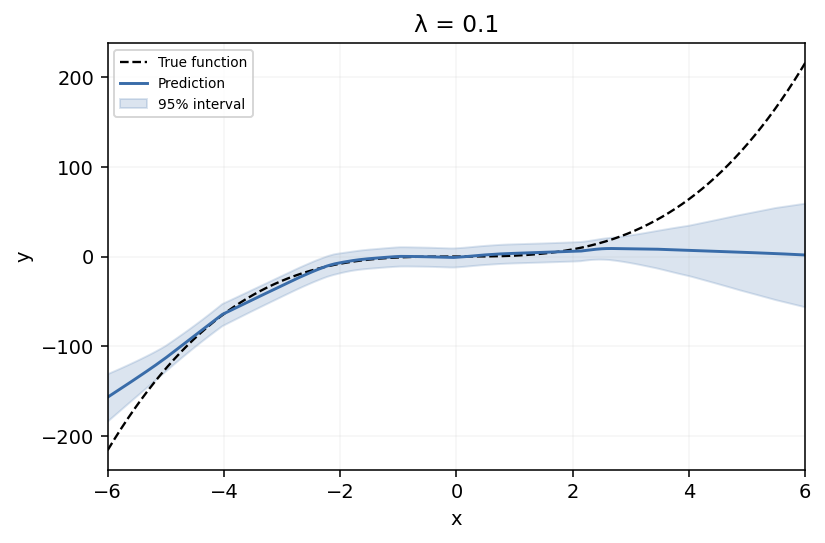 λ = 0.1
True function
Prediction
95% interval
200
100
0
−100
−200
y
−6
−4
−2
0
2
4
6
x